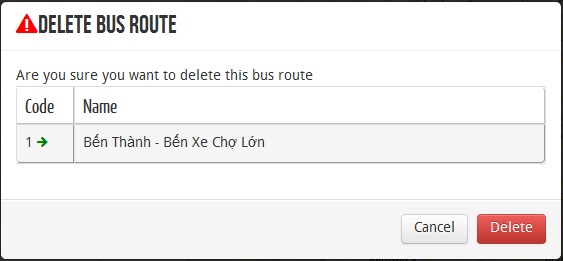 DELETE BUS ROUTE
Are you sure you want to delete this bus route
Code Name
1 Bến Thành - Bến Xe Chợ Lớn
Cancel Delete